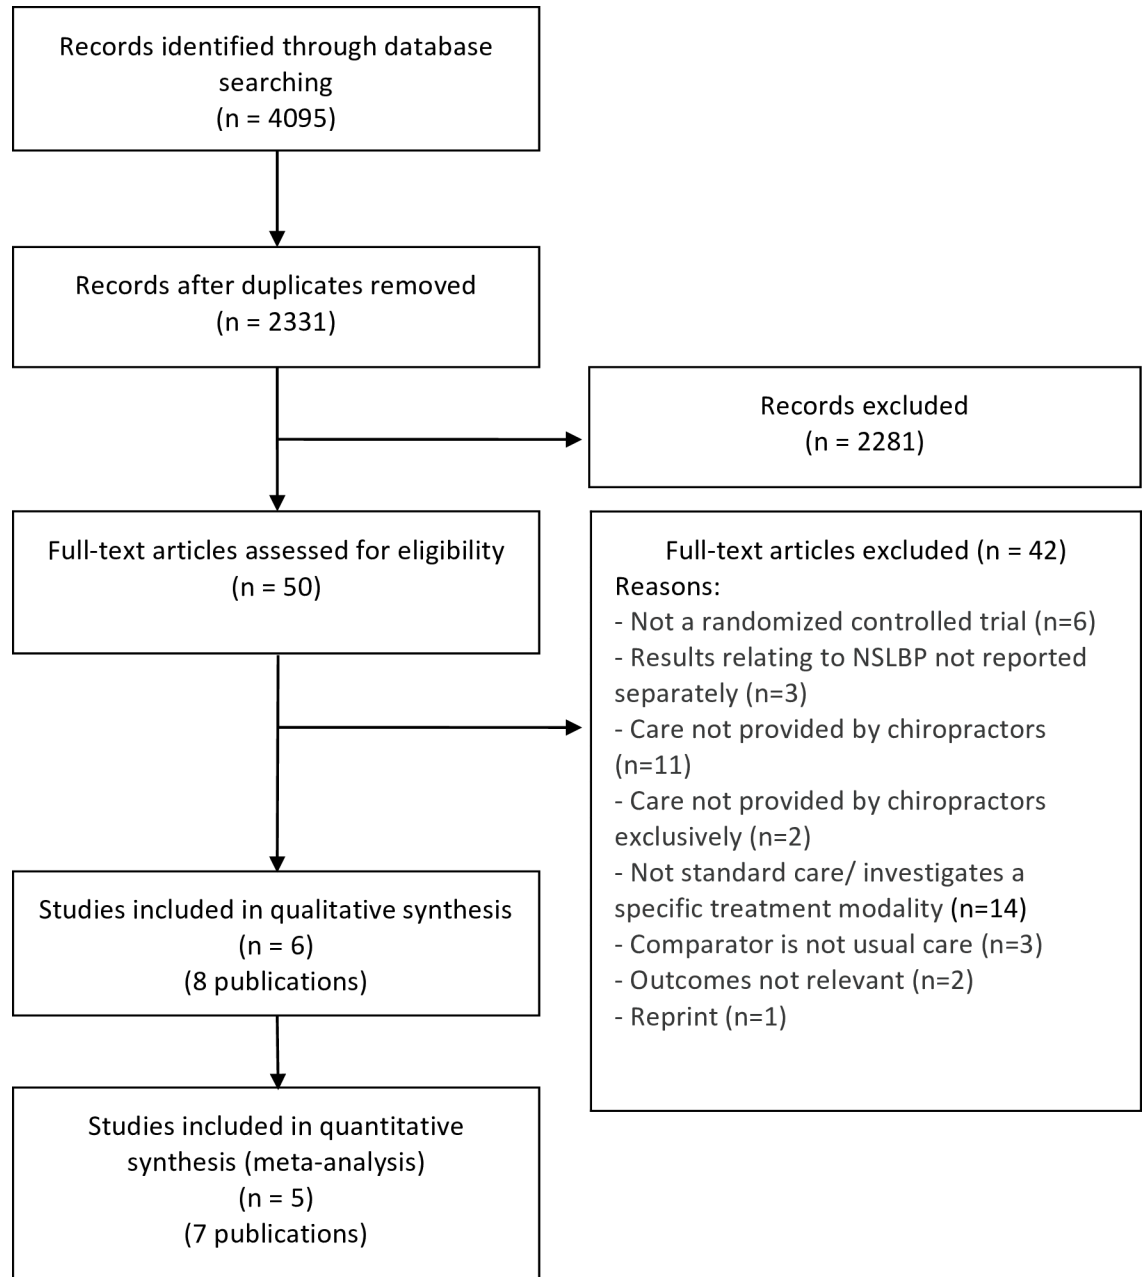 Records identified through database
searching
(n = 4095)
Records after duplicates removed
(n = 2331)
Records excluded
(n = 2281)
Full-text articles assessed for eligibility
(n = 50)
Full-text articles excluded (n = 42)
Reasons:
- Not a randomized controlled trial (n=6)
- Results relating to NSLBP not reported
separately (n=3)
- Care not provided by chiropractors
(n=11)
- Care not provided by chiropractors
exclusively (n=2)
- Not standard care/ investigates a
specific treatment modality (n=14)
- Comparator is not usual care (n=3)
- Outcomes not relevant (n=2)
- Reprint (n=1)
Studies included in qualitative synthesis
(n = 6)
(8 publications)
Studies included in quantitative
synthesis (meta-analysis)
(n = 5)
(7 publications)